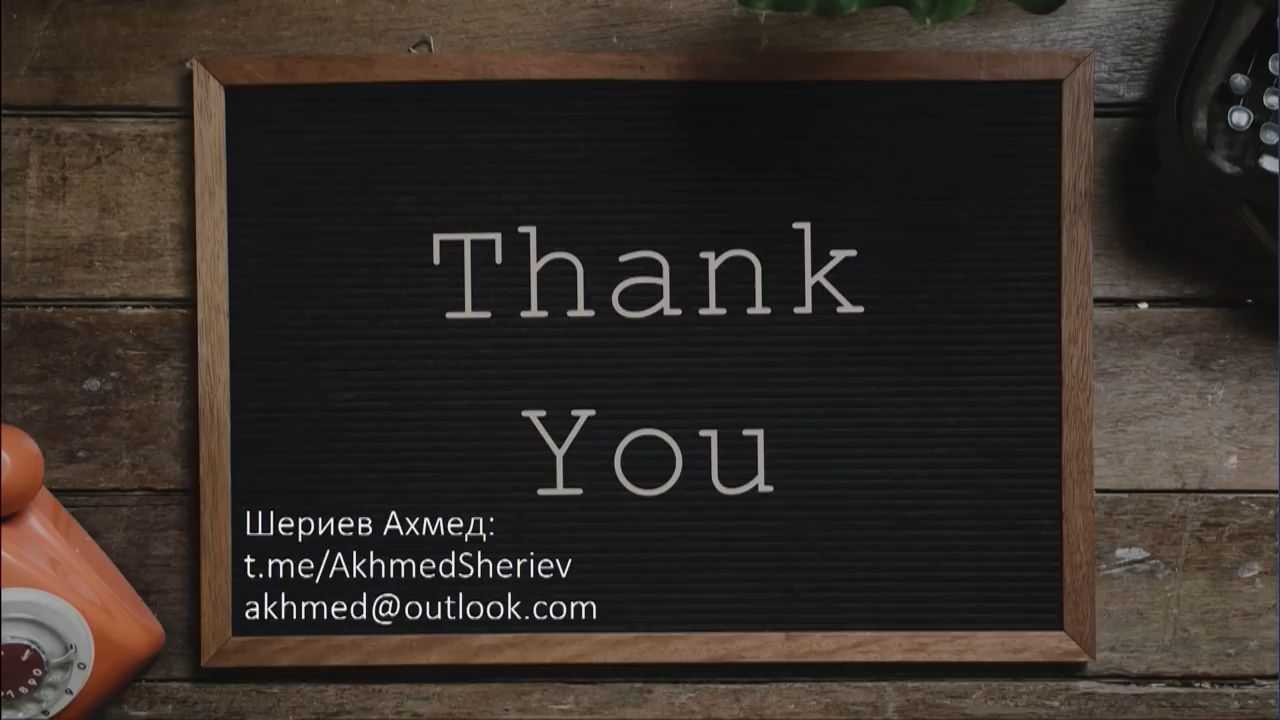 Thank
You
Шериев Ахмед:
t.me/AkhmedSheriev
akhmed@outlook.com